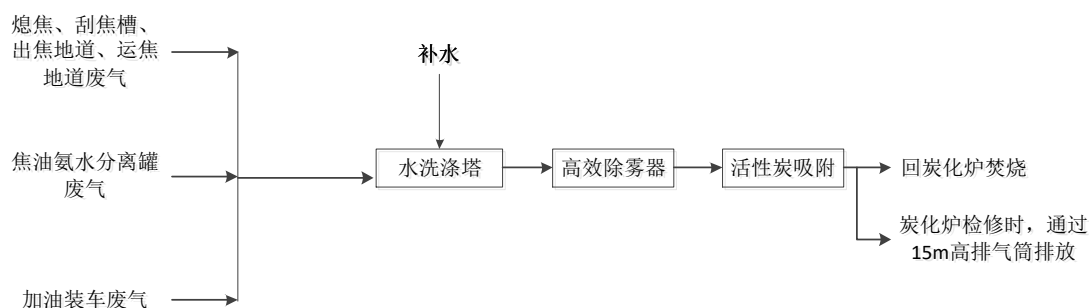 熄焦、刮焦槽、
出焦地道、运焦
地道废气
补水
焦油氨水分离罐
废气
水洗涤塔
高效除雾器
活性炭吸附
回炭化炉焚烧
炭化炉检修时，通过
15m高排气筒排放
加油装车废气